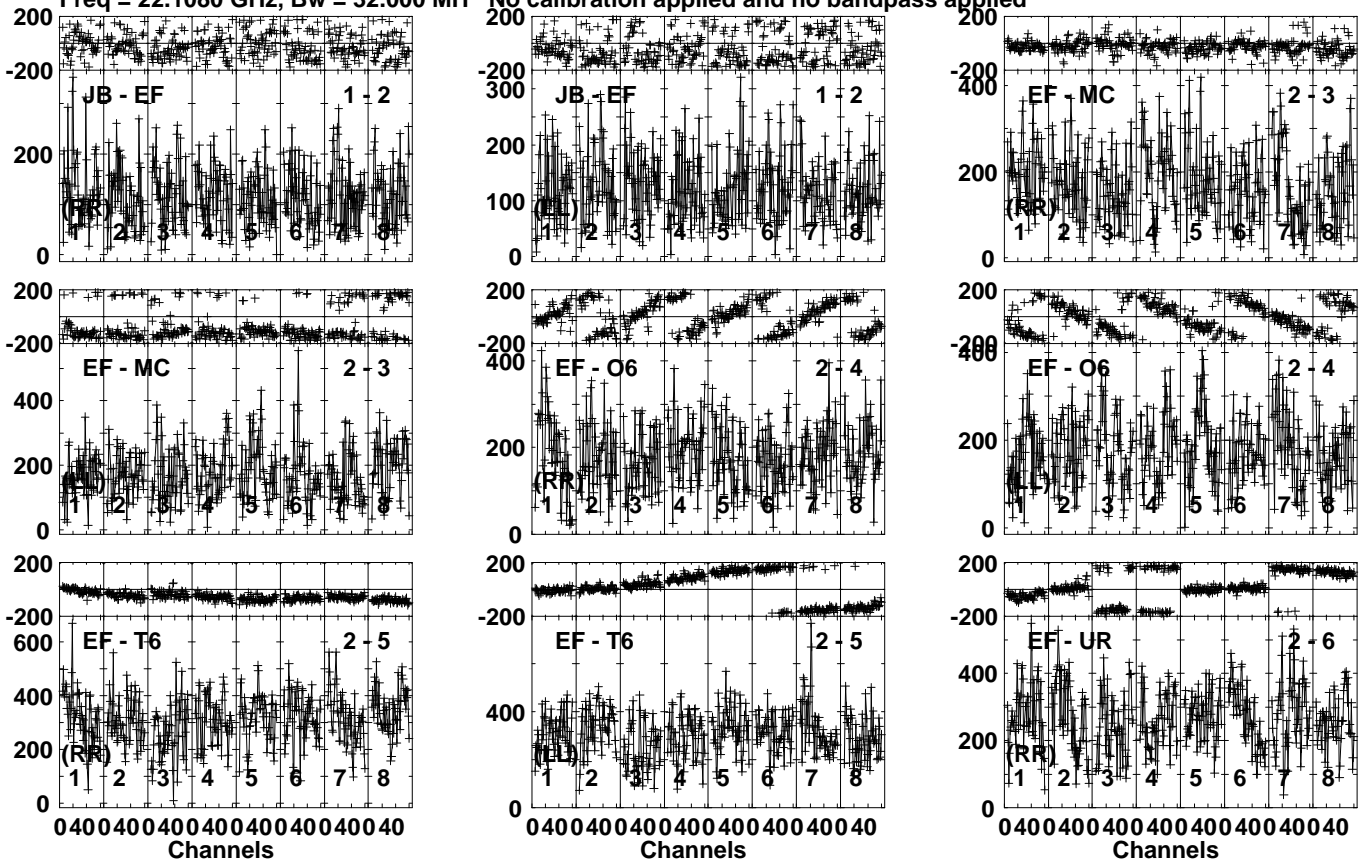 Freq = 22.1080 GHz, Bw = 32.000 MH No calibration applied and no bandpass applied
200 200 200
-200 -200 -200
JB - EF 1 - 2 300 JB - EF 1 - 2 400 EF - MC 2 - 3
200 200 200
100
(RR) (LL) (RR)
1 2 3 4 5 6 7 8 1 2 3 4 5 6 7 8 1 2 3 4 5 6 7 8
0 0 0
200 200 200
-200 -200 -200
EF - MC 2 - 3 400 EF - O6 2 - 4 400 EF - O6 2 - 4
400
200 200 200
(LL) (RR) (LL)
1 2 3 4 5 6 7 8 1 2 3 4 5 6 7 8 1 2 3 4 5 6 7 8
0 0 0
200 200 200
-200 -200 -200
600 EF - T6 2 - 5 EF - T6 2 - 5 EF - UR 2 - 6
400 400 400
200 200
(RR) (LL) (RR)
1 2 3 4 5 6 7 8 1 2 3 4 5 6 7 8 1 2 3 4 5 6 7 8
0 0 0
0 40 0 40 0 40 0 40 0 40 0 40 0 40 0 40 0 40 0 40 0 40 0 40 0 40 0 40 0 40 0 40 0 40 0 40 0 40 0 40 0 40 0 40 0 40 0 40
Channels Channels Channels